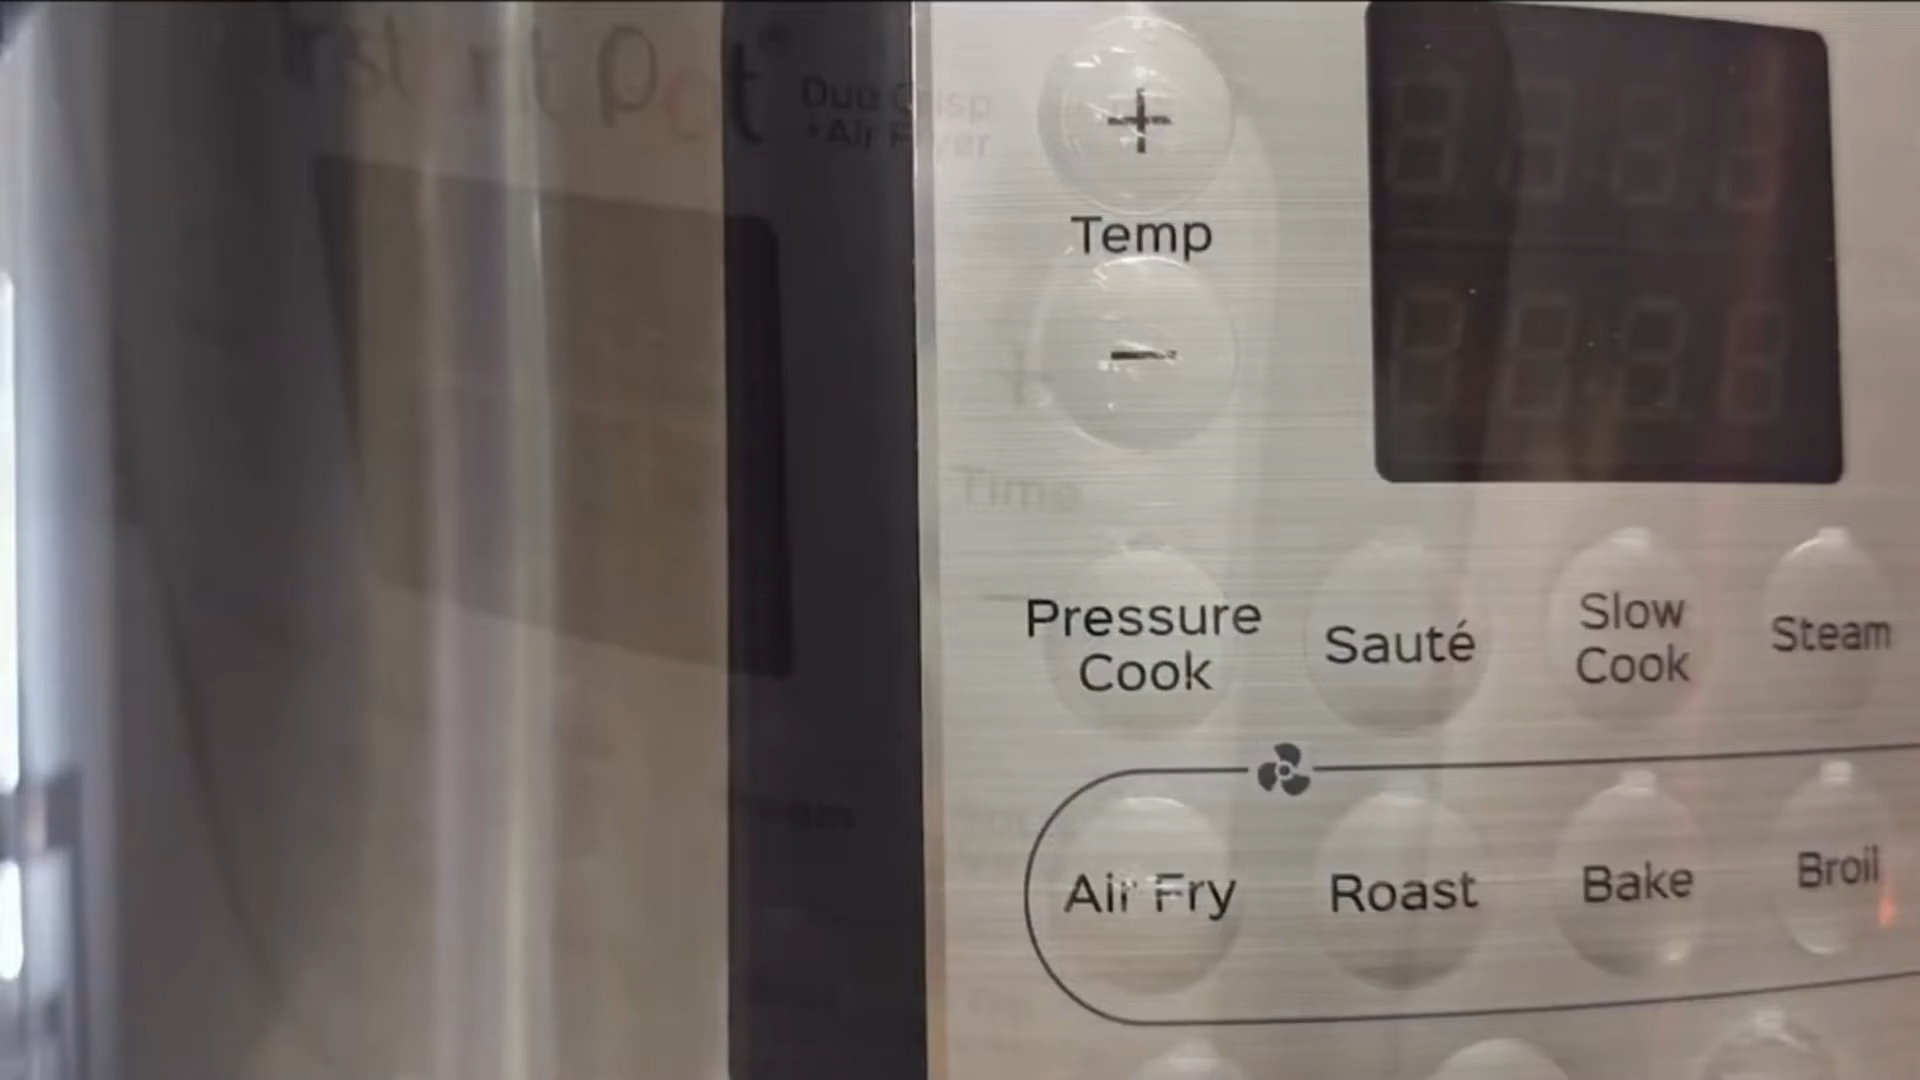 Instant Pot
Duo Crisp
+Air Fryer
+
Temp
−
Time
Pressure
Cook
Sauté
Slow
Cook
Steam
Air Fry
Roast
Bake
Broil